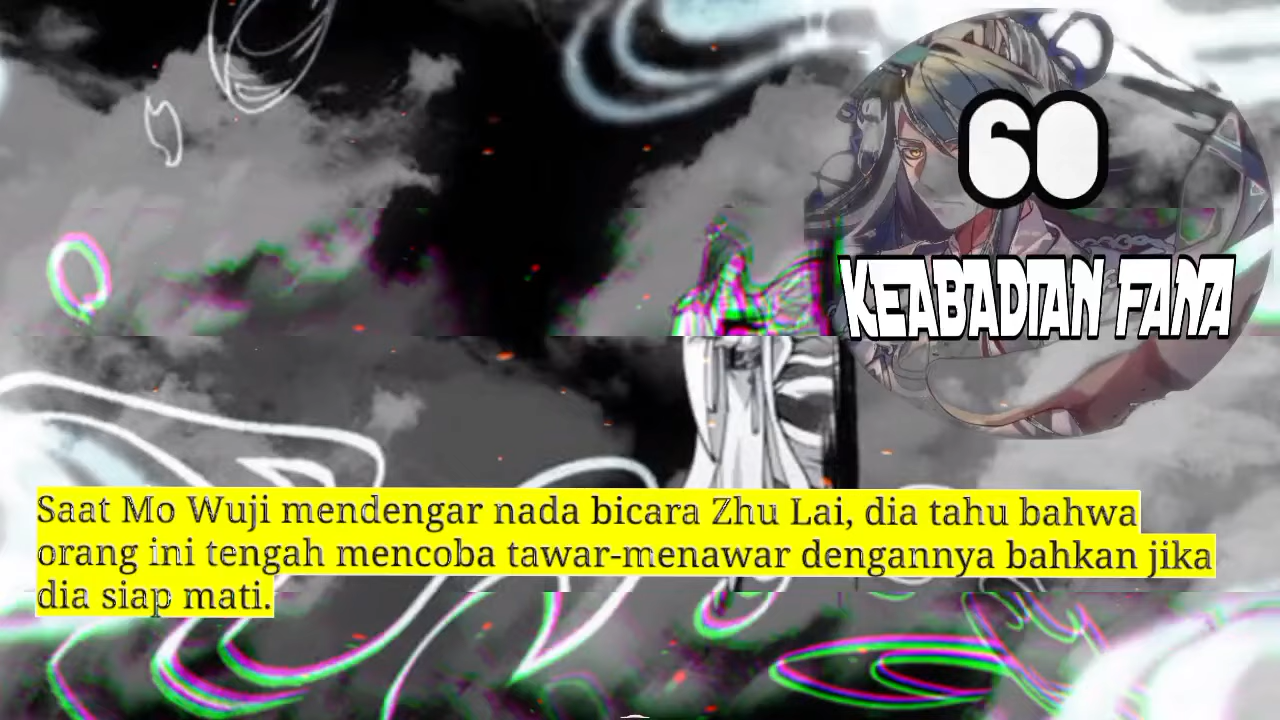 60
KEABADIAN FANA
Saat Mo Wuji mendengar nada bicara Zhu Lai, dia tahu bahwa
orang ini tengah mencoba tawar-menawar dengannya bahkan jika
dia siap mati.